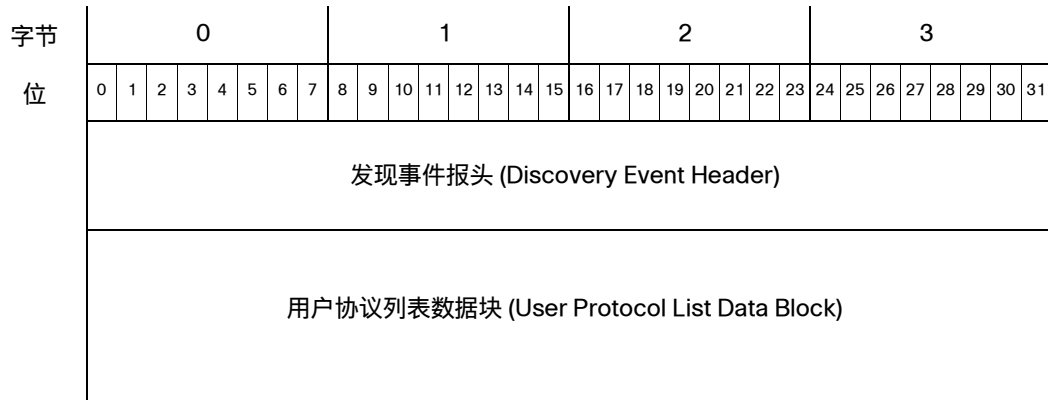 字节 0 1 2 3
位 0 1 2 3 4 5 6 7 8 9 10 11 12 13 14 15 16 17 18 19 20 21 22 23 24 25 26 27 28 29 30 31
发现事件报头 (Discovery Event Header)
用户协议列表数据块 (User Protocol List Data Block)